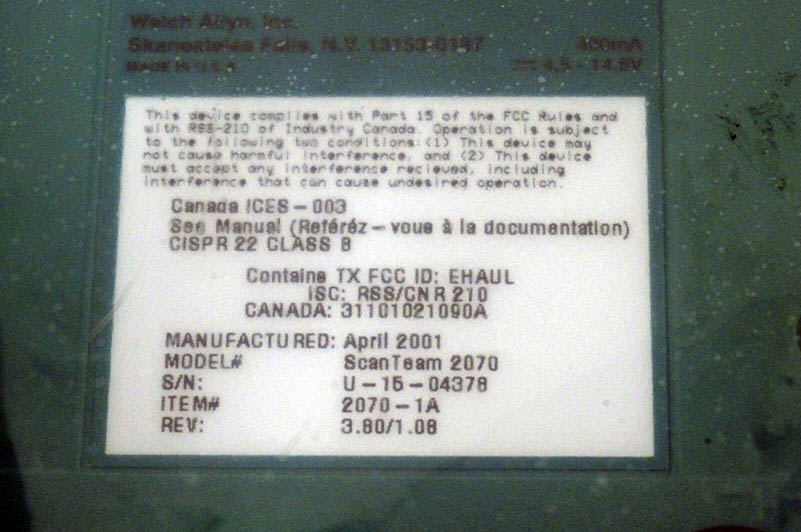 Welch Allyn, Inc.
Skaneateles Falls, N.Y. 13153-0187 400mA
MADE IN U.S.A. ⎓ 4.5 - 14.5V
This device complies with Part 15 of the FCC Rules and
with RSS-210 of Industry Canada. Operation is subject
to the following two conditions:(1) This device may
not cause harmful interference, and (2) This device
must accept any interference recieved, including
interference that can cause undesired operation.
Canada ICES - 003
See Manual (Referéz - vous à la documentation)
CISPR 22 CLASS B
Contains TX FCC ID: EHAUL
ISC: RSS/CNR 210
CANADA: 31101021090A
MANUFACTURED: April 2001
MODEL# ScanTeam 2070
S/N: U - 15 - 04378
ITEM# 2070 - 1A
REV: 3.80/1.08